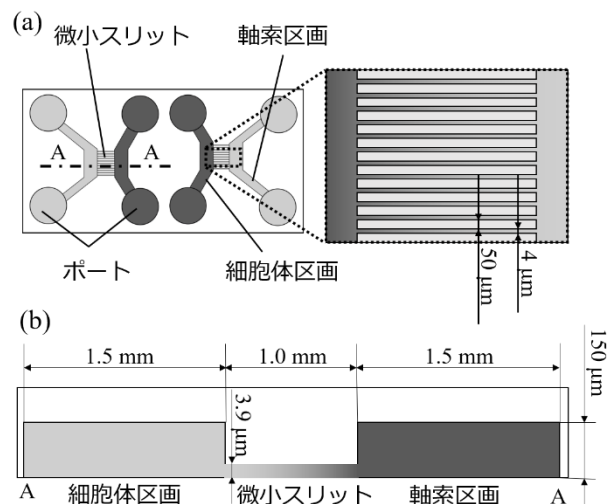 (a)
微小スリット
軸索区画
A
A
ポート
細胞体区画
50 μm
4 μm
(b)
1.5 mm
1.0 mm
1.5 mm
150 μm
3.9 μm
A
細胞体区画
微小スリット
軸索区画
A